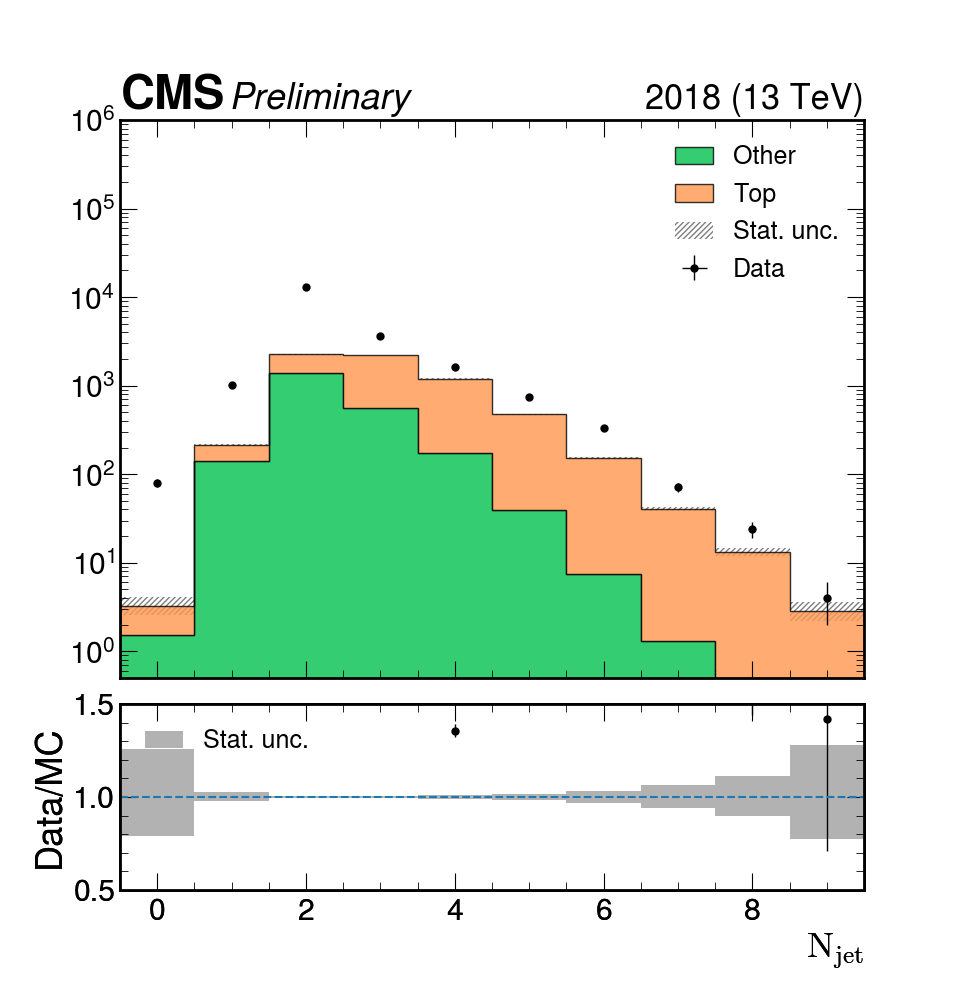 CMS Preliminary 2018 (13 TeV)
10^6
10^5
10^4
10^3
10^2
10^1
10^0
Other
Top
Stat. unc.
Data
Data/MC
1.5
1.0
0.5
Stat. unc.
0 2 4 6 8
N_jet